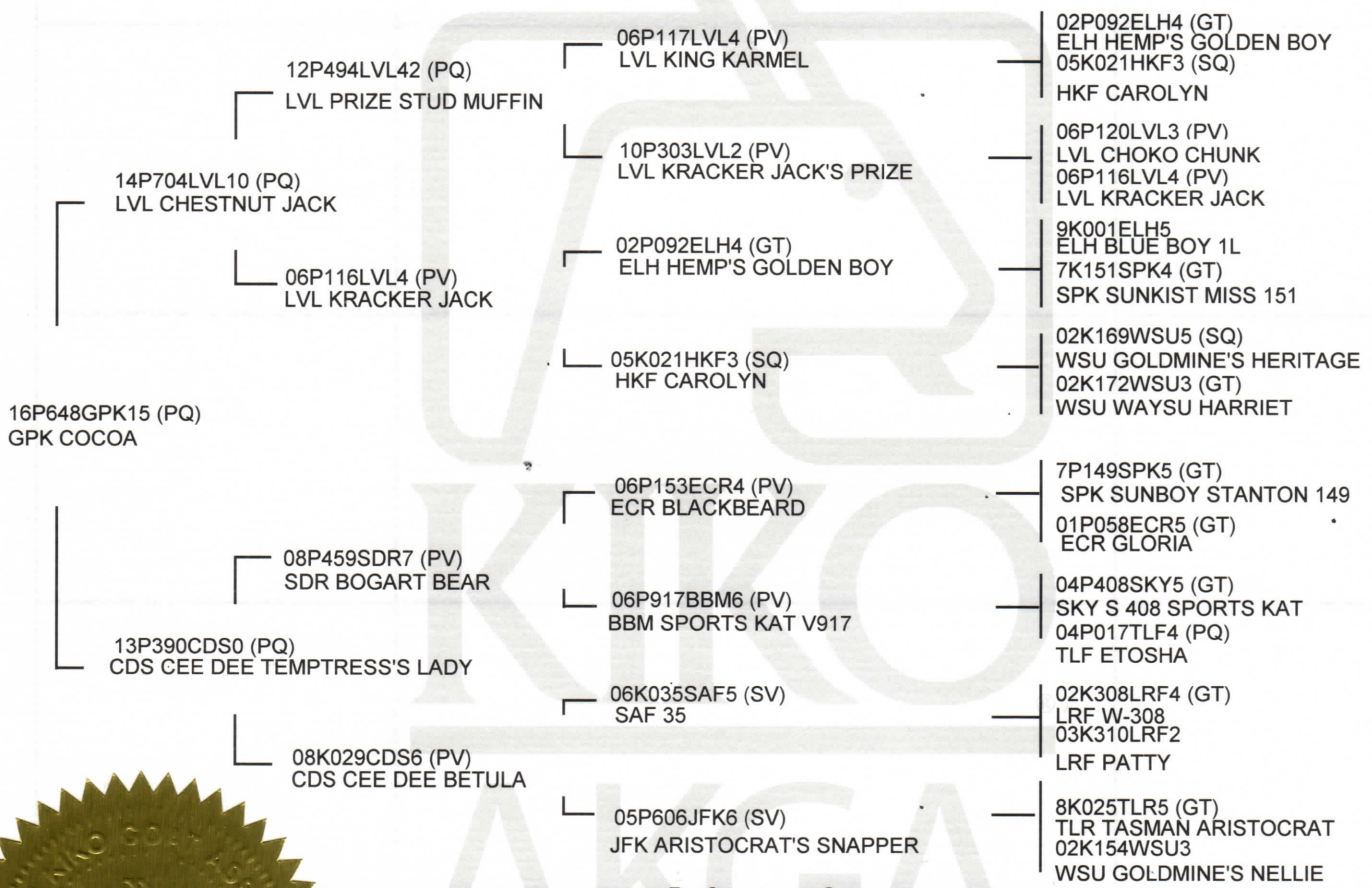 16P648GPK15 (PQ)
GPK COCOA
14P704LVL10 (PQ)
LVL CHESTNUT JACK
13P390CDS0 (PQ)
CDS CEE DEE TEMPTRESS'S LADY
12P494LVL42 (PQ)
LVL PRIZE STUD MUFFIN
06P116LVL4 (PV)
LVL KRACKER JACK
08P459SDR7 (PV)
SDR BOGART BEAR
08K029CDS6 (PV)
CDS CEE DEE BETULA
06P117LVL4 (PV)
LVL KING KARMEL
10P303LVL2 (PV)
LVL KRACKER JACK'S PRIZE
02P092ELH4 (GT)
ELH HEMP'S GOLDEN BOY
05K021HKF3 (SQ)
HKF CAROLYN
06P153ECR4 (PV)
ECR BLACKBEARD
06P917BBM6 (PV)
BBM SPORTS KAT V917
06K035SAF5 (SV)
SAF 35
05P606JFK6 (SV)
JFK ARISTOCRAT'S SNAPPER
02P092ELH4 (GT)
ELH HEMP'S GOLDEN BOY
05K021HKF3 (SQ)
HKF CAROLYN
06P120LVL3 (PV)
LVL CHOKO CHUNK
06P116LVL4 (PV)
LVL KRACKER JACK
9K001ELH5
ELH BLUE BOY 1L
7K151SPK4 (GT)
SPK SUNKIST MISS 151
02K169WSU5 (SQ)
WSU GOLDMINE'S HERITAGE
02K172WSU3 (GT)
WSU WAYSU HARRIET
7P149SPK5 (GT)
SPK SUNBOY STANTON 149
01P058ECR5 (GT)
ECR GLORIA
04P408SKY5 (GT)
SKY S 408 SPORTS KAT
04P017TLF4 (PQ)
TLF ETOSHA
02K308LRF4 (GT)
LRF W-308
03K310LRF2
LRF PATTY
8K025TLR5 (GT)
TLR TASMAN ARISTOCRAT
02K154WSU3
WSU GOLDMINE'S NELLIE
KIKO
AKGA
KIKO GOAT